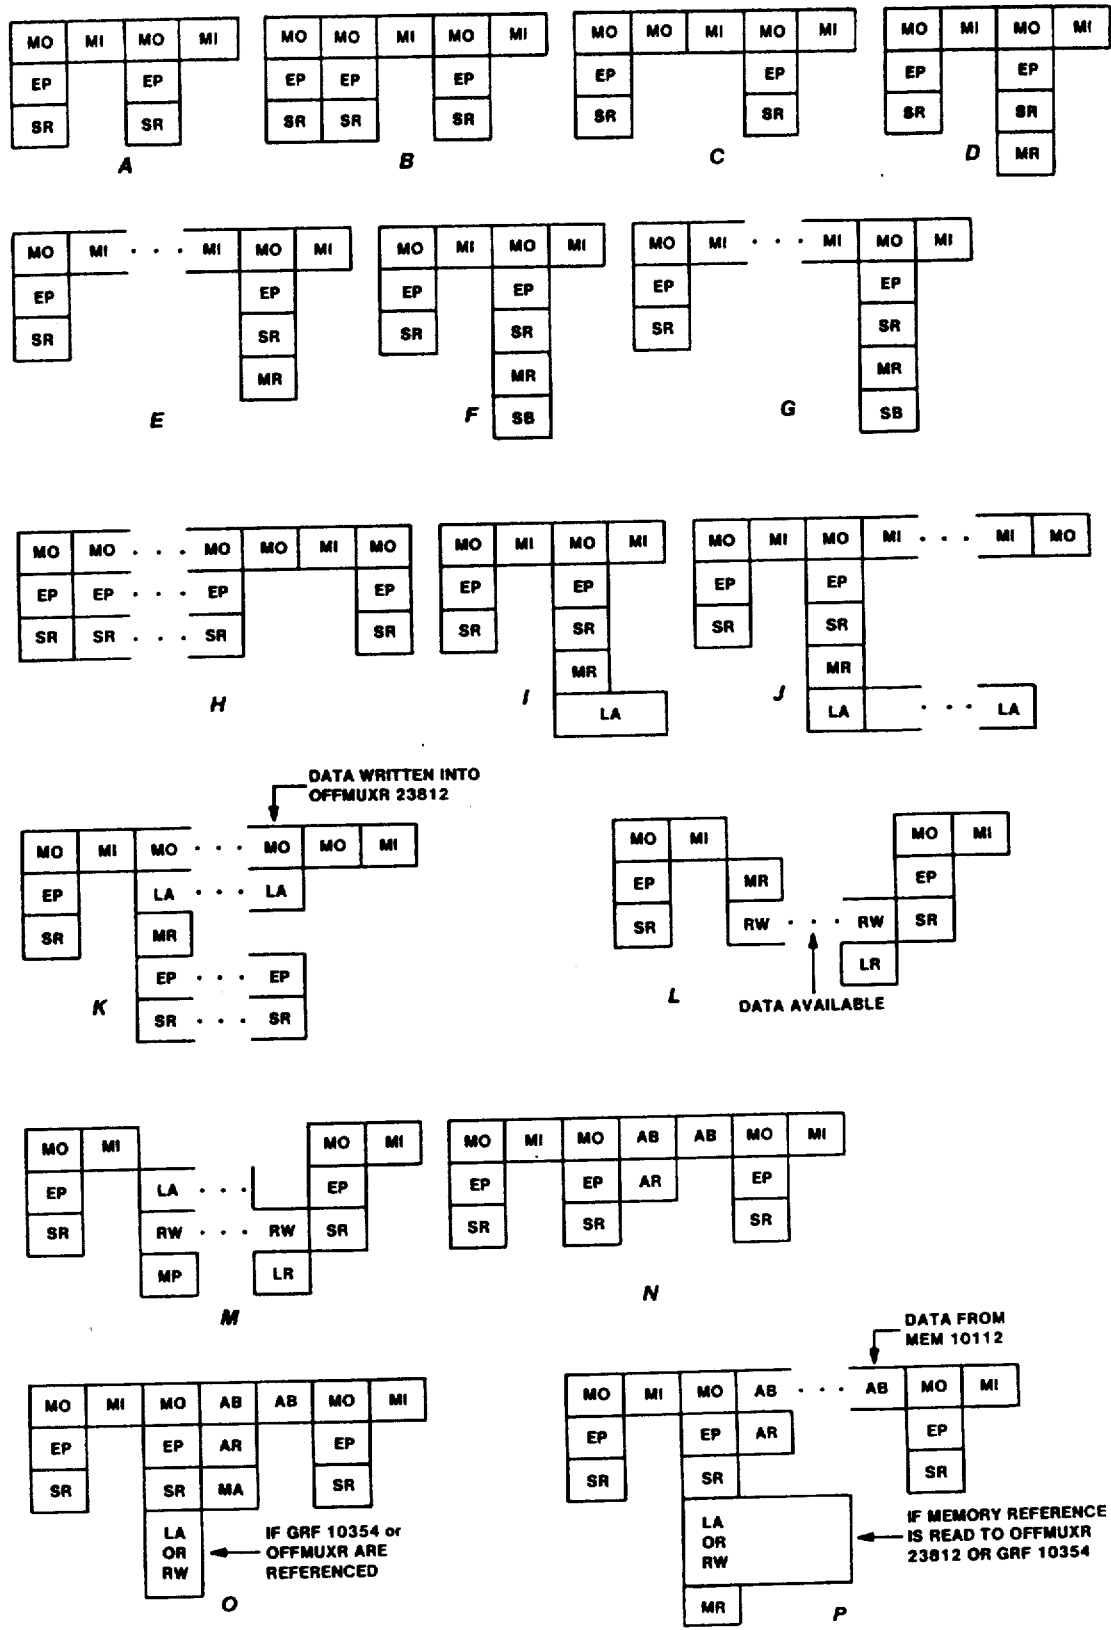 MO MI MO MI
EP EP
SR SR
A
MO MO MI MO MI
EP EP EP
SR SR SR
B
MO MO MI MO MI
EP EP
SR SR
C
MO MI MO MI
EP EP
SR SR
MR
D
MO MI . . . MI MO MI
EP EP
SR SR
MR
E
MO MI MO MI
EP EP
SR SR
MR
SB
F
MO MI . . . MI MO MI
EP EP
SR SR
MR
SB
G
MO MO . . . MO MO MI MO
EP EP . . . EP EP
SR SR . . . SR SR
H
MO MI MO MI
EP EP
SR SR
MR
LA
I
MO MI MO MI . . . MI MO
EP EP
SR SR
MR
LA . . . LA
J
DATA WRITTEN INTO
OFFMUXR 23812
MO MI MO . . . MO MO MI
EP LA . . . LA
SR MR
EP . . . EP
SR . . . SR
K
MO MI MO MI
EP MR EP
SR RW . . . RW SR
LR
DATA AVAILABLE
L
MO MI MO MI
EP LA . . . EP
SR RW . . . RW SR
MP LR
M
MO MI MO AB AB MO MI
EP EP AR EP
SR SR SR
N
MO MI MO AB AB MO MI
EP EP AR EP
SR SR MA SR
LA
OR
RW
IF GRF 10354 or
OFFMUXR ARE
REFERENCED
O
DATA FROM
MEM 10112
MO MI MO AB . . . AB MO MI
EP EP AR EP
SR SR SR
LA
OR
RW
IF MEMORY REFERENCE
IS READ TO OFFMUXR
23812 OR GRF 10354
MR
P